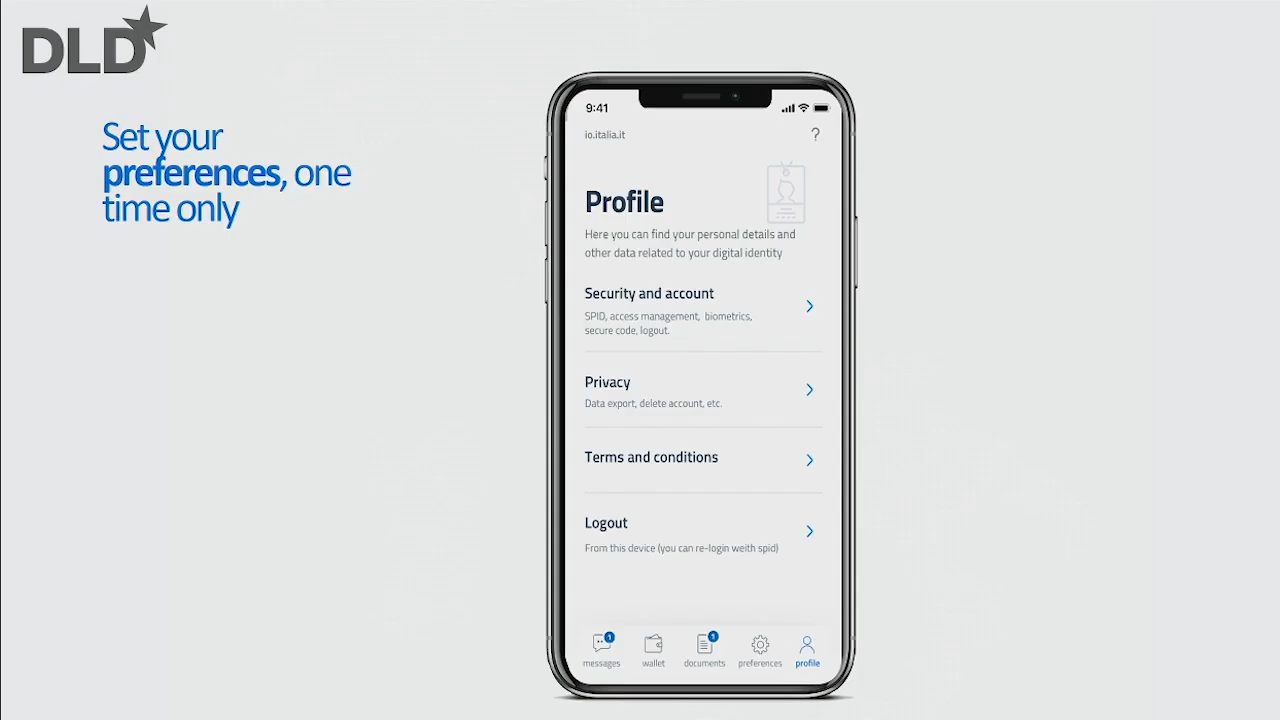 DLD
Set your
preferences, one
time only
9:41
io.italia.it
?
Profile
Here you can find your personal details and
other data related to your digital identity
Security and account
SPID, access management, biometrics,
secure code, logout.
Privacy
Data export, delete account, etc.
Terms and conditions
Logout
From this device (you can re-login weith spid)
1
1
messages wallet documents preferences profile